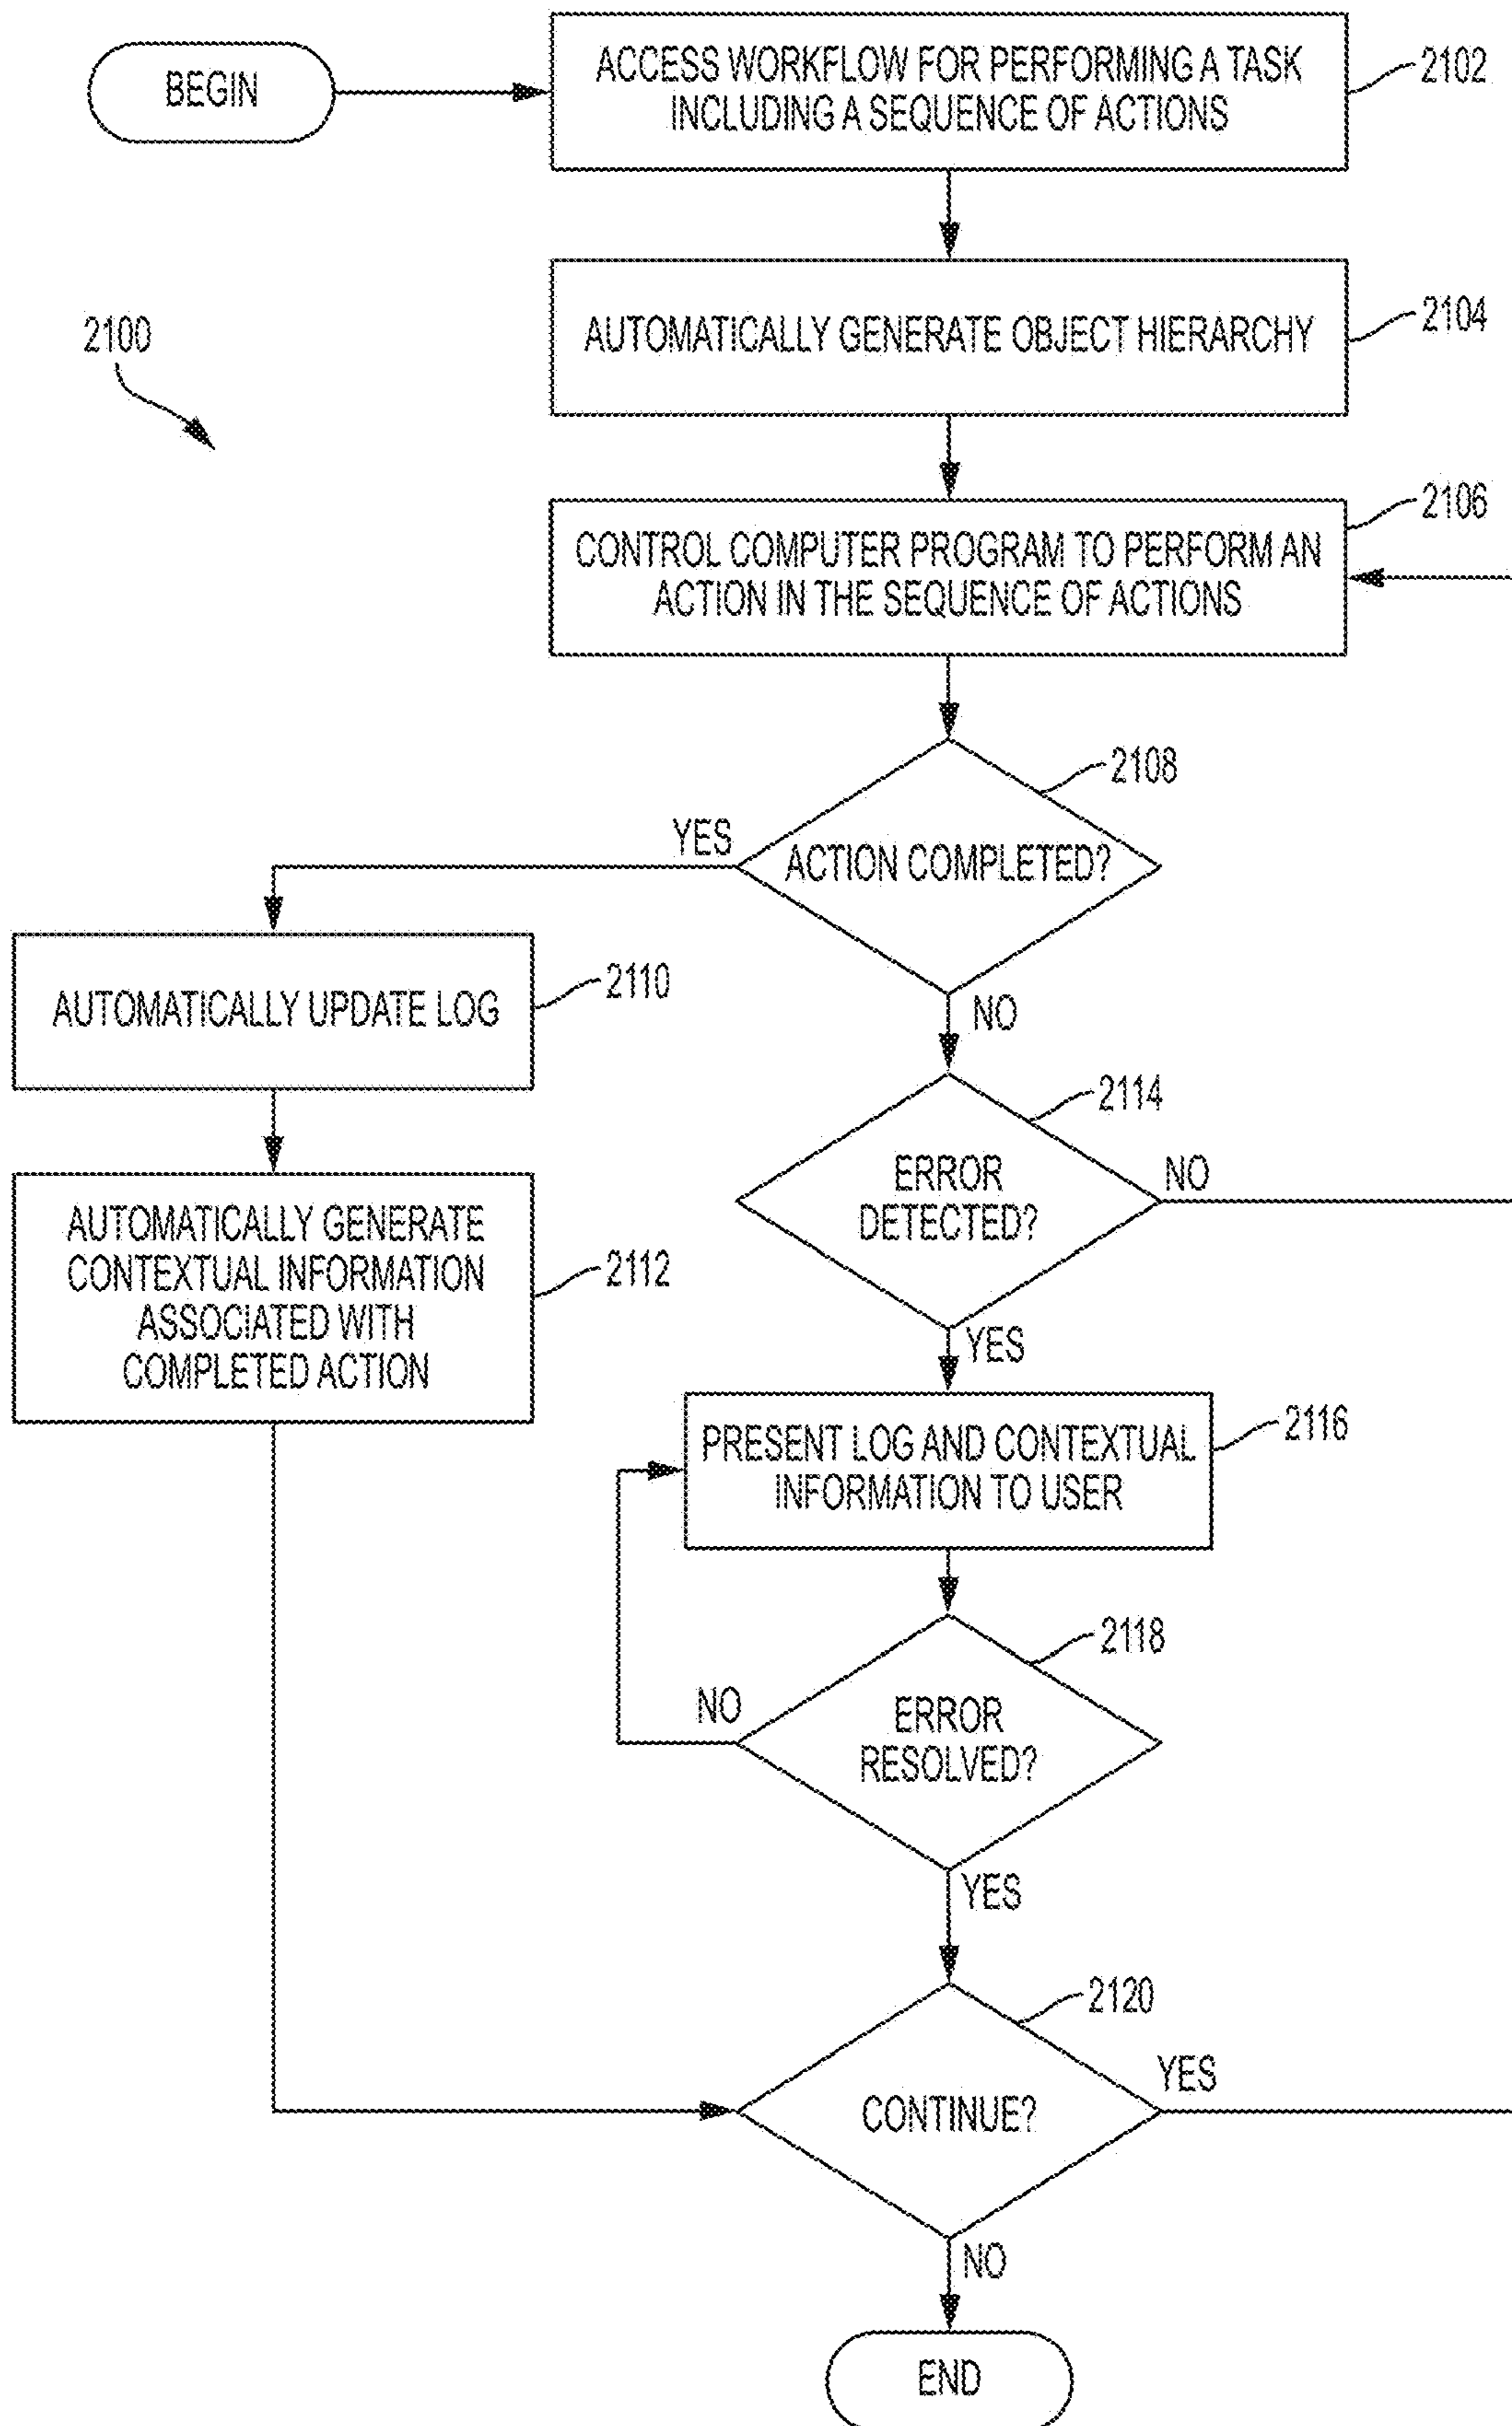 BEGIN
ACCESS WORKFLOW FOR PERFORMING A TASK
INCLUDING A SEQUENCE OF ACTIONS
2102
2100
AUTOMATICALLY GENERATE OBJECT HIERARCHY
2104
CONTROL COMPUTER PROGRAM TO PERFORM AN
ACTION IN THE SEQUENCE OF ACTIONS
2106
2108
YES
ACTION COMPLETED?
NO
AUTOMATICALLY UPDATE LOG
2110
AUTOMATICALLY GENERATE
CONTEXTUAL INFORMATION
ASSOCIATED WITH
COMPLETED ACTION
2112
2114
ERROR
DETECTED?
NO
YES
PRESENT LOG AND CONTEXTUAL
INFORMATION TO USER
2116
2118
NO
ERROR
RESOLVED?
YES
2120
YES
CONTINUE?
NO
END